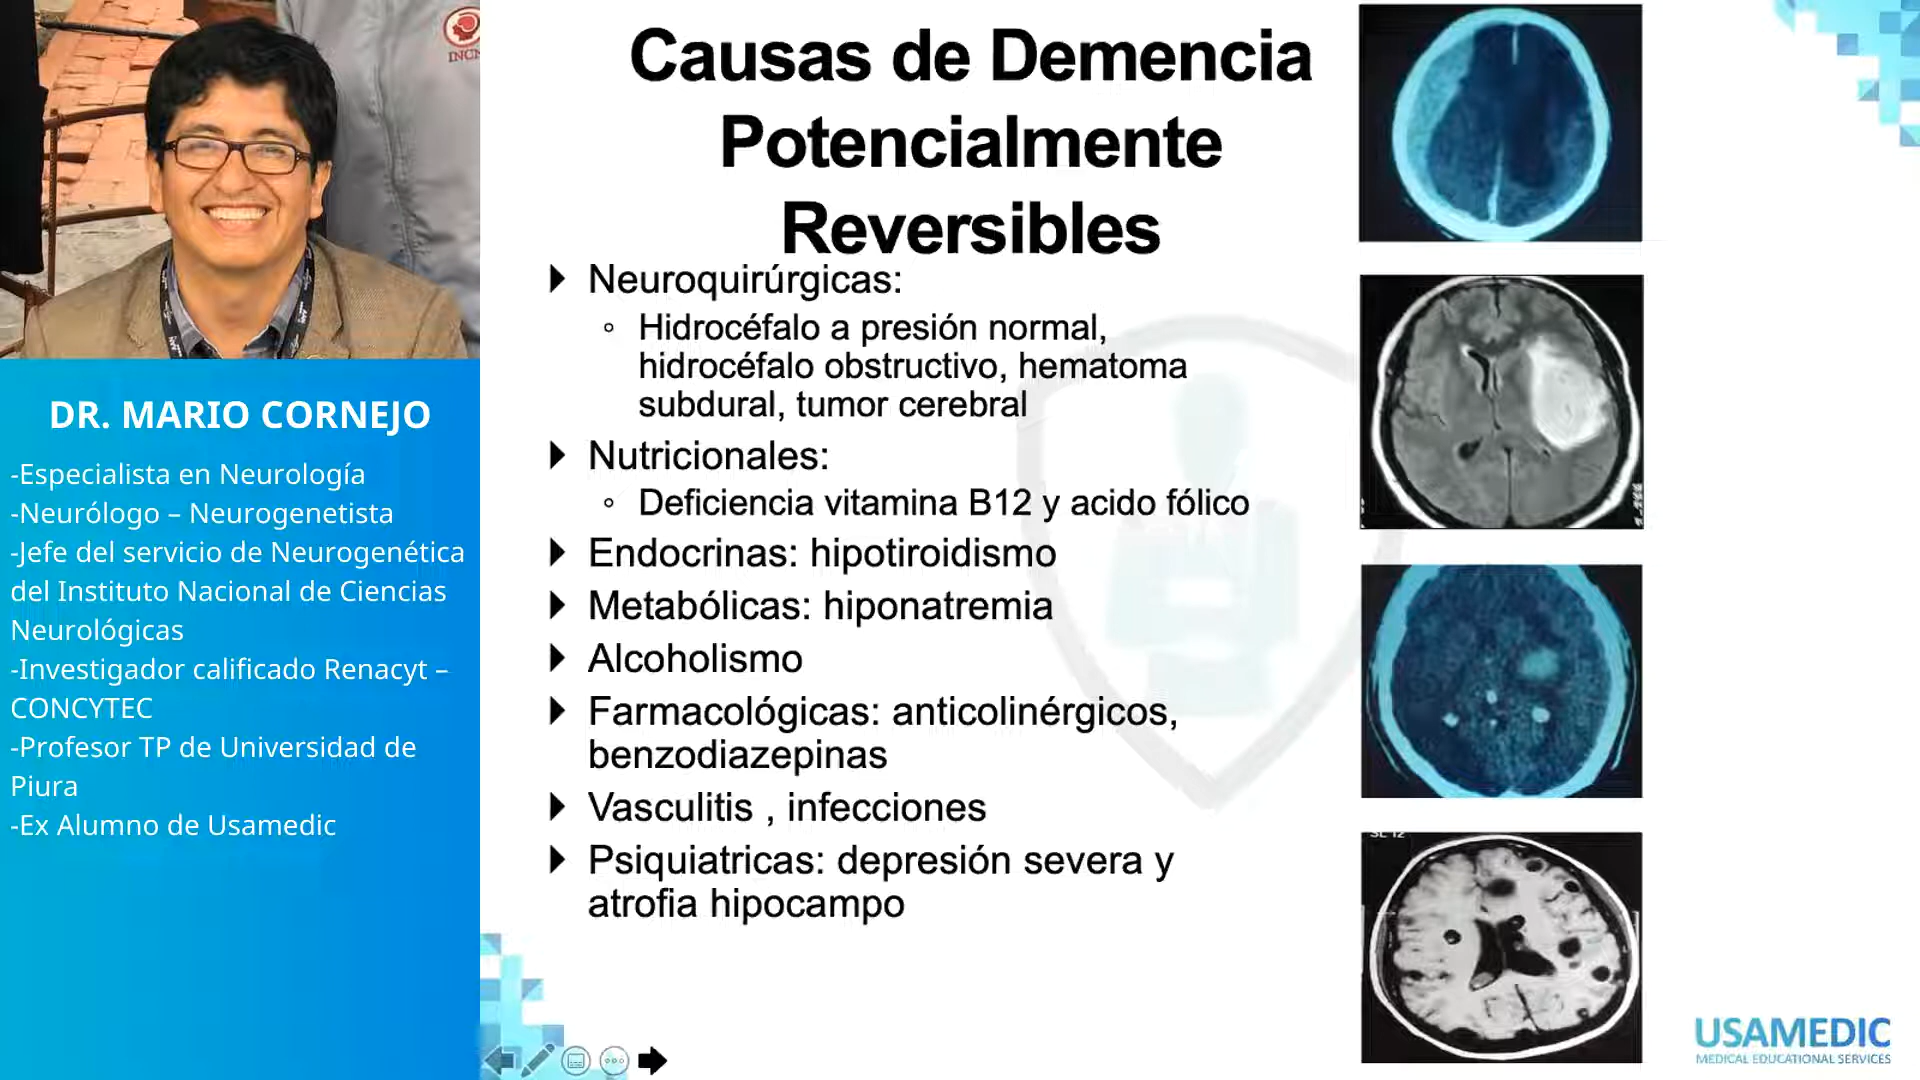 INCN
DR. MARIO CORNEJO
-Especialista en Neurología
-Neurólogo – Neurogenetista
-Jefe del servicio de Neurogenética
del Instituto Nacional de Ciencias
Neurológicas
-Investigador calificado Renacyt –
CONCYTEC
-Profesor TP de Universidad de
Piura
-Ex Alumno de Usamedic
Causas de Demencia
Potencialmente
Reversibles
Neuroquirúrgicas:
Hidrocéfalo a presión normal,
hidrocéfalo obstructivo, hematoma
subdural, tumor cerebral
Nutricionales:
Deficiencia vitamina B12 y acido fólico
Endocrinas: hipotiroidismo
Metabólicas: hiponatremia
Alcoholismo
Farmacológicas: anticolinérgicos,
benzodiazepinas
Vasculitis , infecciones
Psiquiatricas: depresión severa y
atrofia hipocampo
USAMEDIC
MEDICAL EDUCATIONAL SERVICES